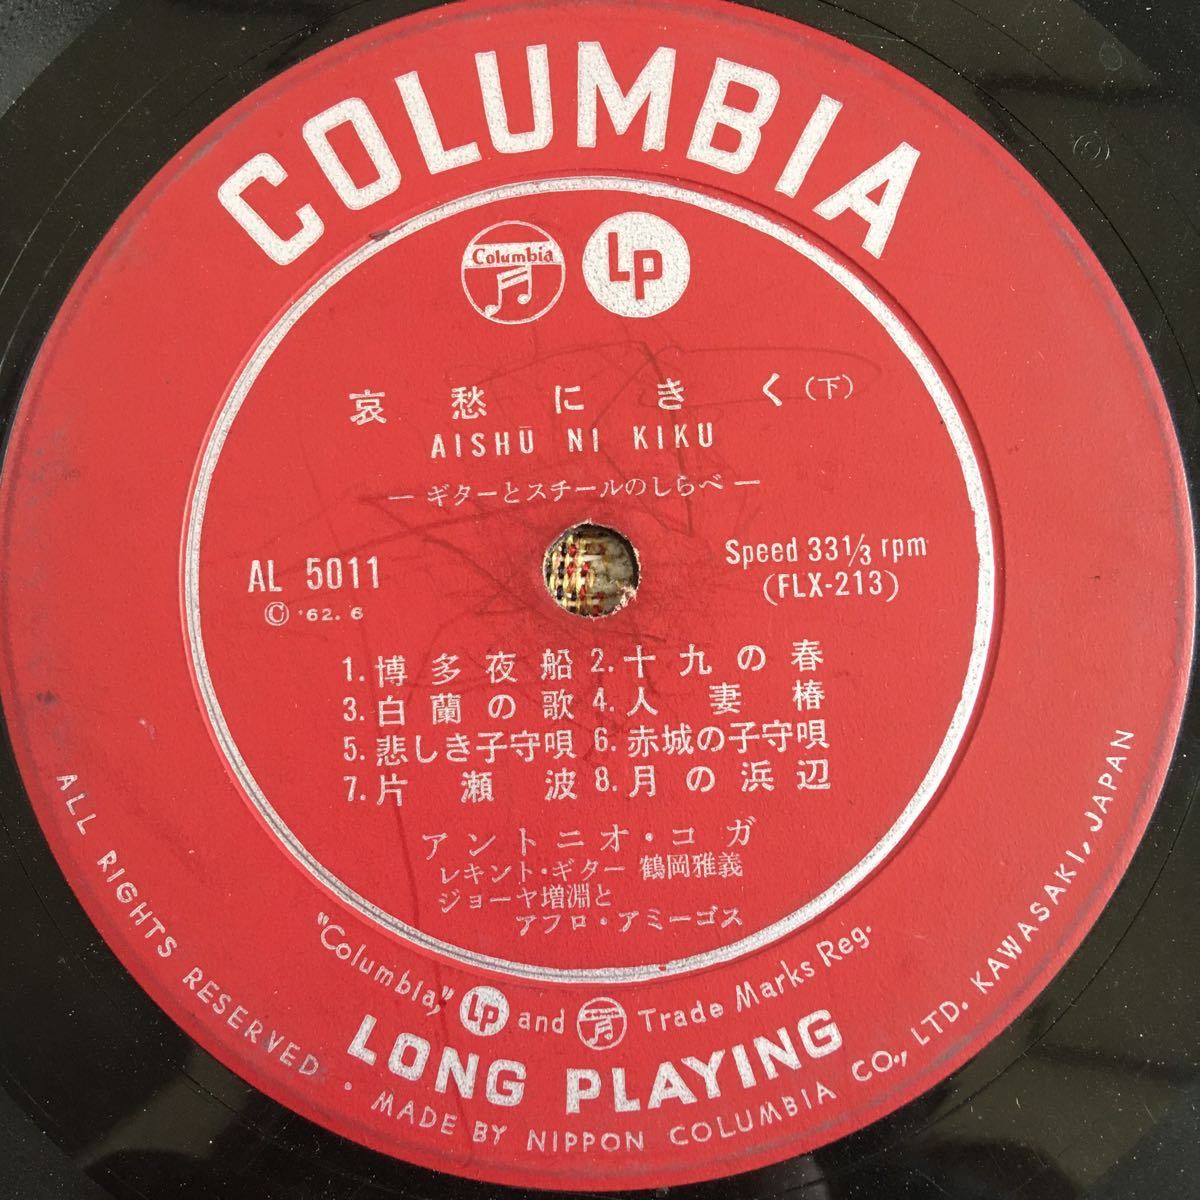 COLUMBIA
Columbia LP
哀愁にきく(下)
AISHŪ NI KIKU
—ギターとスチールのしらべ—
AL 5011
Ⓒ '62. 6
Speed 33 1/3 rpm
(FLX-213)
1. 博多夜船 2. 十九の春
3. 白蘭の歌 4. 人妻椿
5. 悲しき子守唄 6. 赤城の子守唄
7. 片瀬波 8. 月の浜辺
アントニオ・コガ
レキント・ギター 鶴岡雅義
ジョーヤ増淵と
アフロ・アミーゴス
"Columbia," LP and Trade Marks Reg.
LONG PLAYING
ALL RIGHTS RESERVED · MADE BY NIPPON COLUMBIA CO., LTD. KAWASAKI, JAPAN